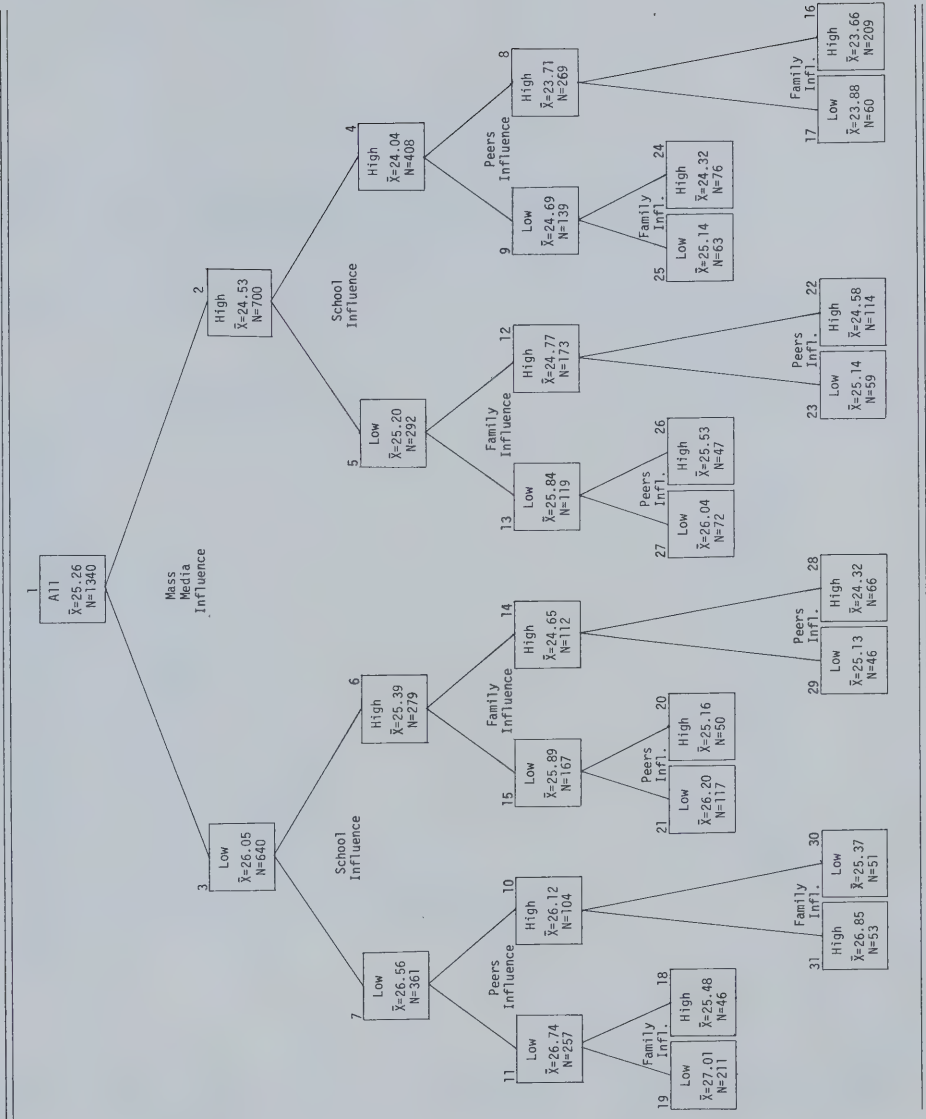 1
All
X̄=25.26
N=1340
Mass
Media
Influence
3
Low
X̄=26.05
N=640
2
High
X̄=24.53
N=700
School
Influence
School
Influence
7
Low
X̄=26.56
N=361
6
High
X̄=25.39
N=279
5
Low
X̄=25.20
N=292
4
High
X̄=24.04
N=408
Peers
Influence
Family
Influence
Family
Influence
Peers
Influence
11
Low
X̄=26.74
N=257
10
High
X̄=26.12
N=104
15
Low
X̄=25.89
N=167
14
High
X̄=24.65
N=112
13
Low
X̄=25.84
N=119
12
High
X̄=24.77
N=173
9
Low
X̄=24.69
N=139
8
High
X̄=23.71
N=269
Family
Infl.
19
Low
X̄=27.01
N=211
18
High
X̄=25.48
N=46
Family
Infl.
31
High
X̄=26.85
N=53
30
Low
X̄=25.37
N=51
Peers
Infl.
21
Low
X̄=26.20
N=117
20
High
X̄=25.16
N=50
Peers
Infl.
29
Low
X̄=25.13
N=46
28
High
X̄=24.32
N=66
Peers
Infl.
27
Low
X̄=26.04
N=72
26
High
X̄=25.53
N=47
Peers
Infl.
23
Low
X̄=25.14
N=59
22
High
X̄=24.58
N=114
Family
Infl.
25
Low
X̄=25.14
N=63
24
High
X̄=24.32
N=76
Family
Infl.
17
Low
X̄=23.88
N=60
16
High
X̄=23.66
N=209